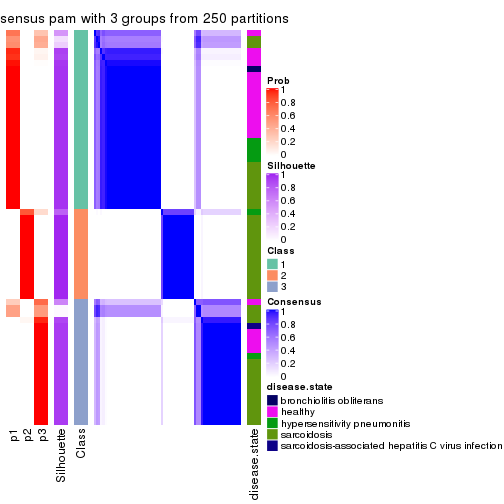 sensus pam with 3 groups from 250 partitions
Prob
1
0.8
0.6
0.4
0.2
0
Silhouette
1
0.8
0.6
0.4
0.2
0
Class
1
2
3
Consensus
1
0.8
0.6
0.4
0.2
0
disease.state
bronchiolitis obliterans
healthy
hypersensitivity pneumonitis
sarcoidosis
sarcoidosis-associated hepatitis C virus infection
p1
p2
p3
Silhouette
Class
disease.state